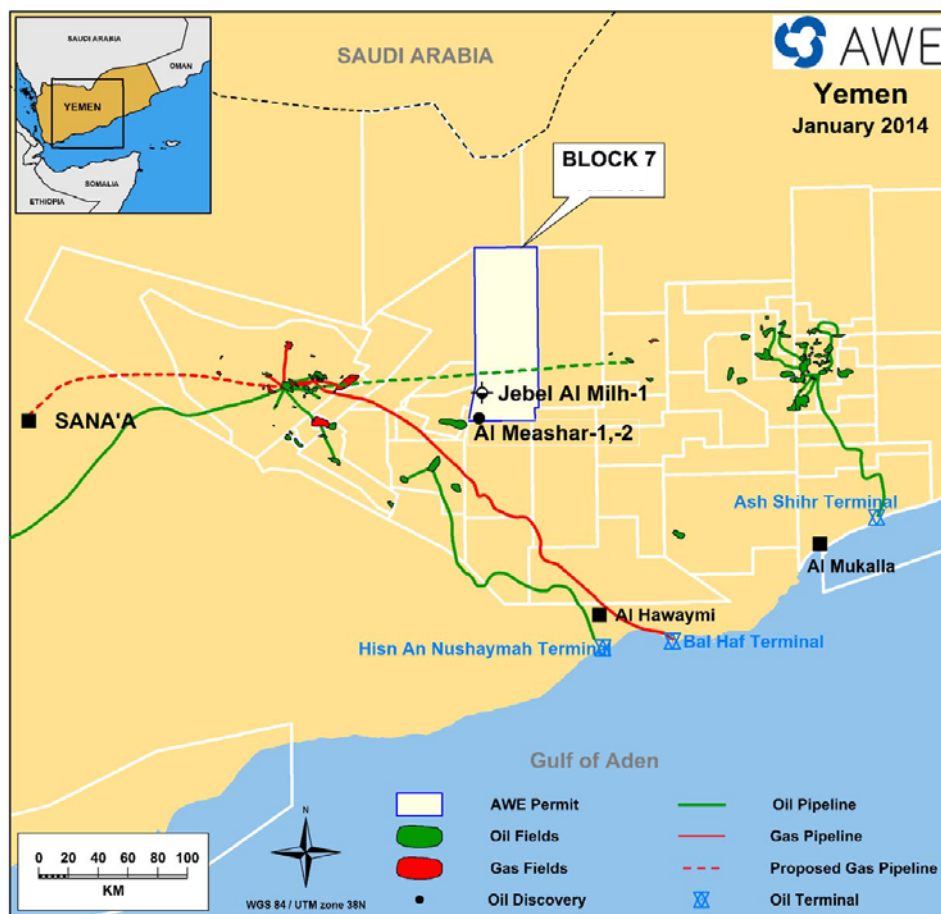 SAUDI ARABIA
OMAN
YEMEN
SOMALIA
ETHIOPIA
SAUDI ARABIA
AWE
Yemen
January 2014
BLOCK 7
Jebel Al Milh-1
SANA'A
Al Meashar-1,-2
Ash Shihr Terminal
Al Mukalla
Al Hawaymi
Hisn An Nushaymah Terminal
Bal Haf Terminal
Gulf of Aden
AWE Permit
Oil Pipeline
Oil Fields
Gas Pipeline
Gas Fields
Proposed Gas Pipeline
Oil Discovery
Oil Terminal
0 20 40 60 80 100
KM
N
WGS 84 / UTM zone 38N